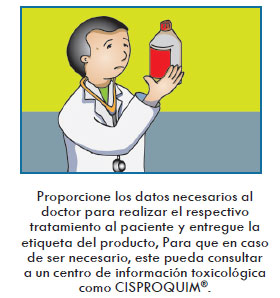 Proporcione los datos necesarios al
doctor para realizar el respectivo
tratamiento al paciente y entregue la
etiqueta del producto, Para que en caso
de ser necesario, este pueda consultar
a un centro de información toxicológica
como CISPROQUIM®.